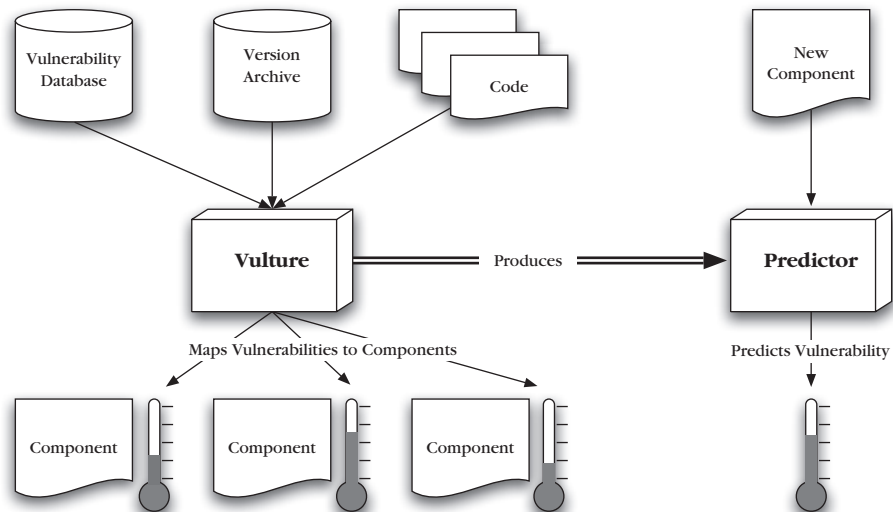 Vulnerability
Database
Version
Archive
Code
New
Component
Vulture
Produces
Predictor
Maps Vulnerabilities to Components
Predicts Vulnerability
Component
Component
Component